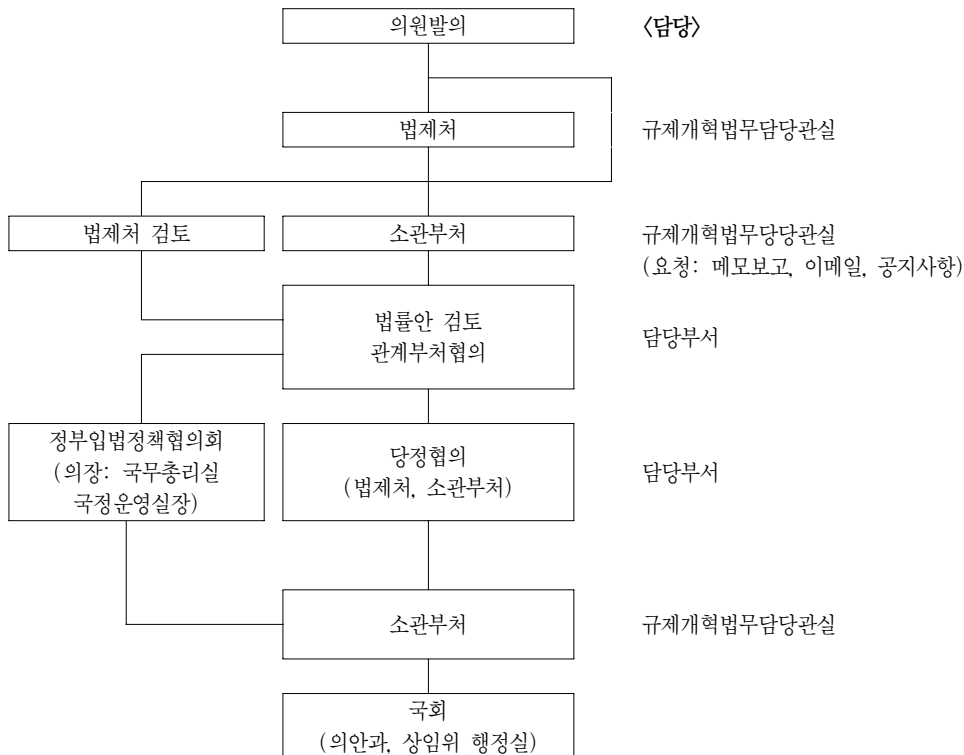 의원발의 〈담당〉
법제처 규제개혁법무담당관실
법제처 검토 소관부처 규제개혁법무당당관실
(요청: 메모보고, 이메일, 공지사항)
법률안 검토
관계부처협의
담당부서
정부입법정책협의회
(의장: 국무총리실
국정운영실장)
당정협의
(법제처, 소관부처)
담당부서
소관부처 규제개혁법무담당관실
국회
(의안과, 상임위 행정실)